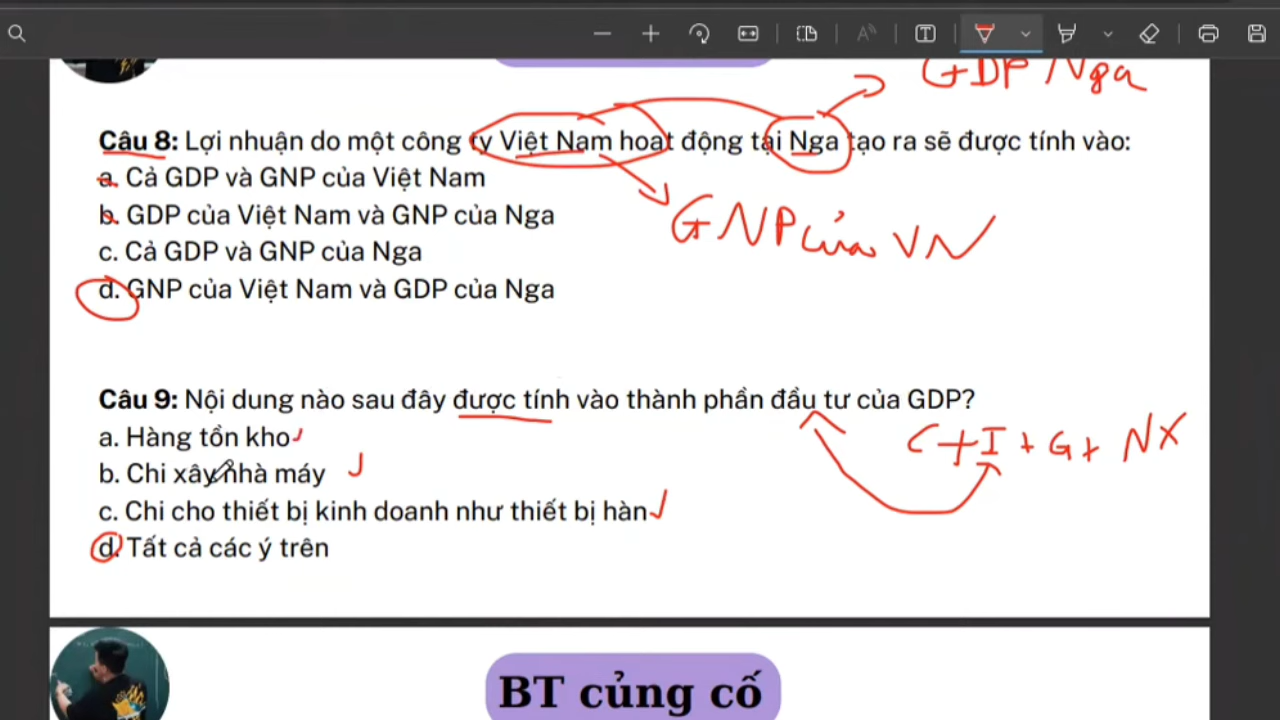 GDP Nga
Câu 8: Lợi nhuận do một công ty Việt Nam hoạt động tại Nga tạo ra sẽ được tính vào:
a. Cả GDP và GNP của Việt Nam
b. GDP của Việt Nam và GNP của Nga
GNP của VN
c. Cả GDP và GNP của Nga
d. GNP của Việt Nam và GDP của Nga
Câu 9: Nội dung nào sau đây được tính vào thành phần đầu tư của GDP?
a. Hàng tồn kho
C + I + G + NX
b. Chi xây nhà máy
c. Chi cho thiết bị kinh doanh như thiết bị hàn
d. Tất cả các ý trên
BT củng cố